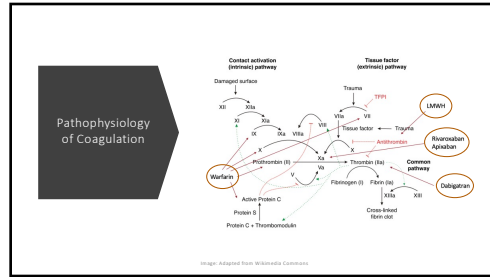 Pathophysiology
of Coagulation
Contact activation
(intrinsic) pathway
Tissue factor
(extrinsic) pathway
Damaged surface
Trauma
TFPI
XII
XIIa
VIIa
VII
LMWH
XI
XIa
VIII
Tissue factor
Trauma
IX
IXa
VIIIa
Antithrombin
Rivaroxaban
Apixaban
X
Xa
X
Prothrombin (II)
Va
Thrombin (IIa)
Common
pathway
V
Warfarin
Fibrinogen (I)
Fibrin (Ia)
Dabigatran
Active Protein C
XIIIa
XIII
Protein S
Cross-linked
fibrin clot
Protein C + Thrombomodulin
Image: Adapted from Wikimedia Commons